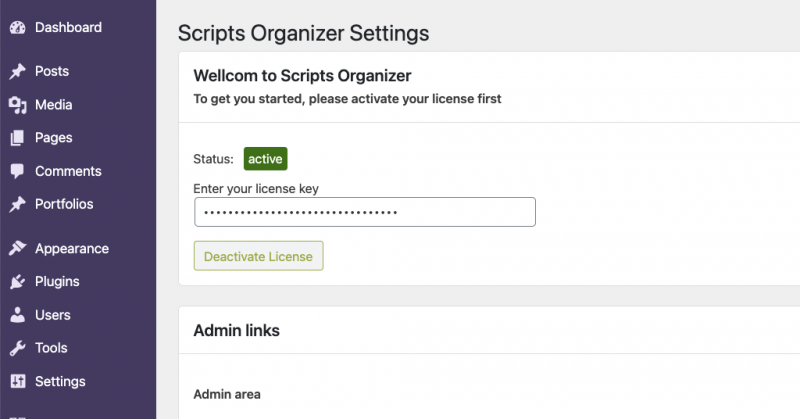 Dashboard
Posts
Media
Pages
Comments
Portfolios
Appearance
Plugins
Users
Tools
Settings
Scripts Organizer Settings
Wellcom to Scripts Organizer
To get you started, please activate your license first
Status: active
Enter your license key
••••••••••••••••••••••••••••••••
Deactivate License
Admin links
Admin area